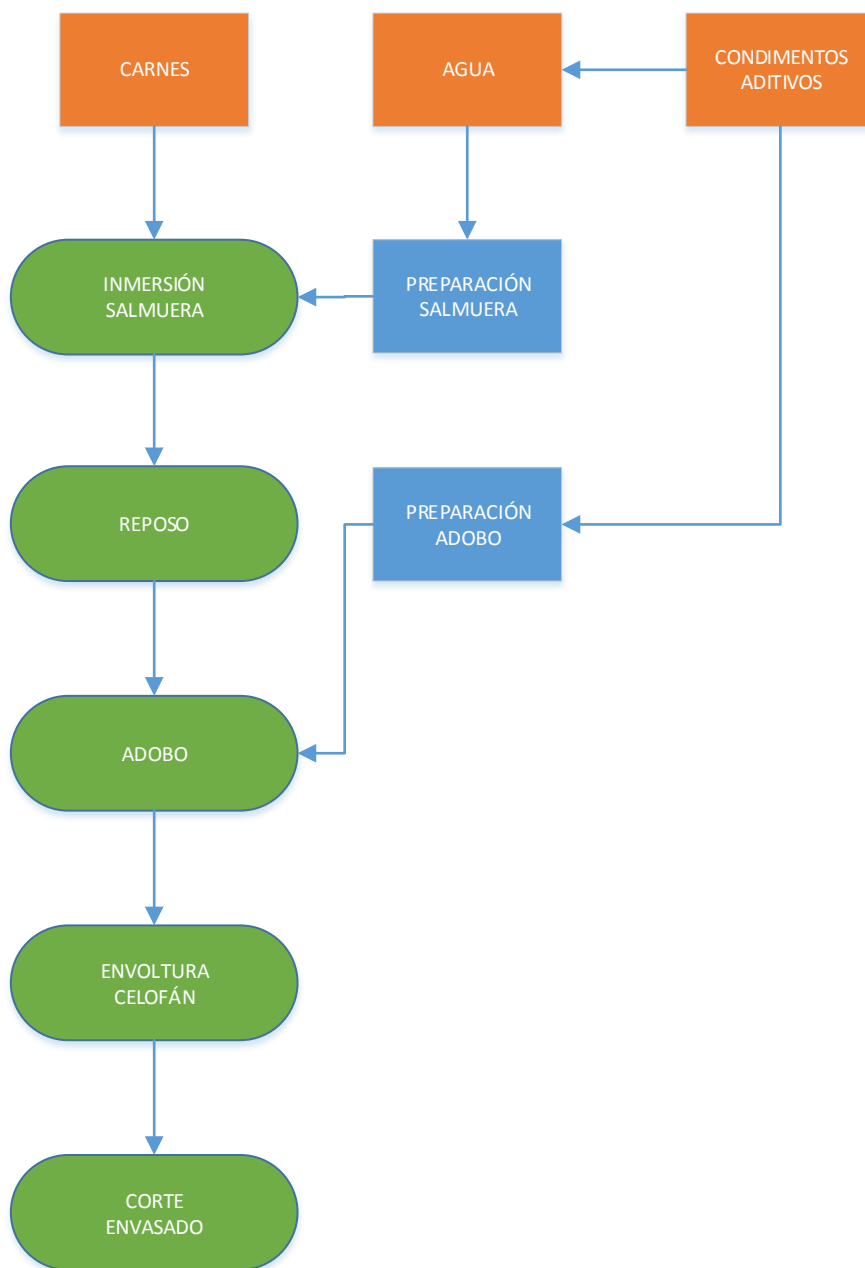 CARNES
AGUA
CONDIMENTOS
ADITIVOS
INMERSIÓN
SALMUERA
PREPARACIÓN
SALMUERA
REPOSO
PREPARACIÓN
ADOBO
ADOBO
ENVOLTURA
CELOFÁN
CORTE
ENVASADO